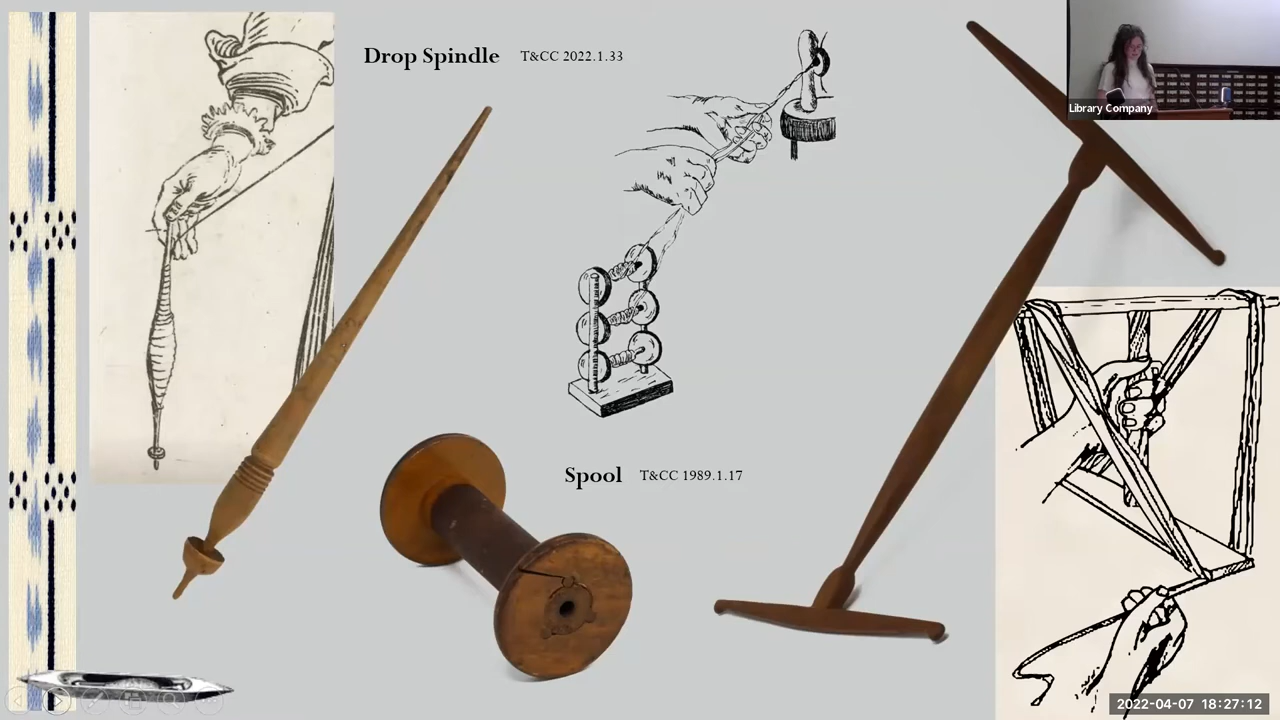 Drop Spindle T&CC 2022.1.33
Library Company
Spool T&CC 1989.1.17
2022-04-07 18:27:12